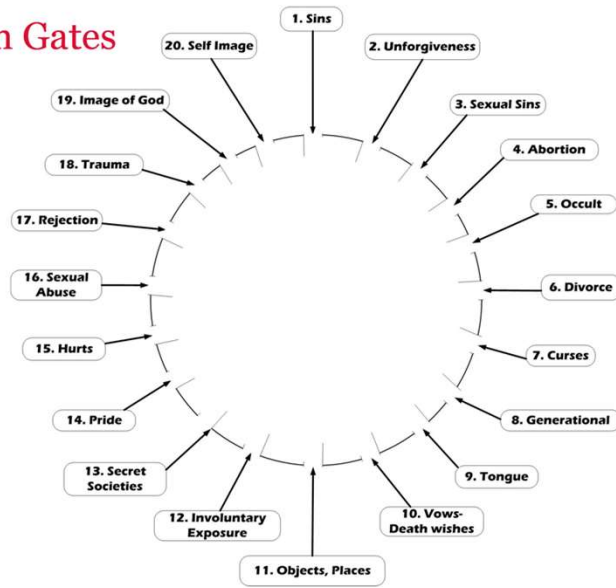 Gates
1. Sins
2. Unforgiveness
3. Sexual Sins
4. Abortion
5. Occult
6. Divorce
7. Curses
8. Generational
9. Tongue
10. Vows-
Death wishes
11. Objects, Places
12. Involuntary
Exposure
13. Secret
Societies
14. Pride
15. Hurts
16. Sexual
Abuse
17. Rejection
18. Trauma
19. Image of God
20. Self Image